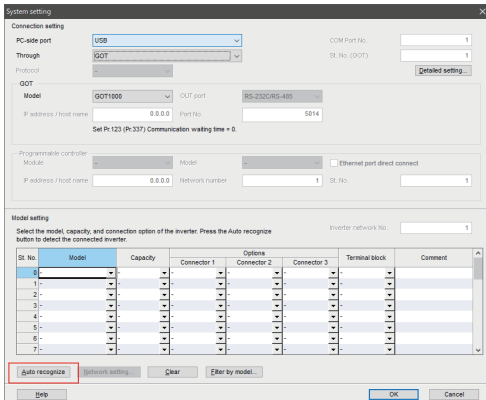 System setting
Connection setting
PC-side port USB COM Port No. 1
Through GOT St. No. (GOT) 1
Protocol - Detailed setting...
GOT
Model GOT1000 OUT port RS-232C/RS-485
IP address / host name 0.0.0.0 Port No. 5014
Set Pr.123 (Pr.337) Communication waiting time = 0.
Programmable controller
Module - Model - Ethernet port direct connect
IP address / host name 0.0.0.0 Network number 1 St. No. 1
Model setting
Select the model, capacity, and connection option of the inverter. Press the Auto recognize
button to detect the connected inverter.
Inverter network No. 1
St. No. Model Capacity Options Terminal block Comment
Connector 1 Connector 2 Connector 3
0 - - - - - -
1 - - - - - -
2 - - - - - -
3 - - - - - -
4 - - - - - -
5 - - - - - -
6 - - - - - -
7 - - - - - -
Auto recognize Network setting... Clear Filter by model...
Help OK Cancel